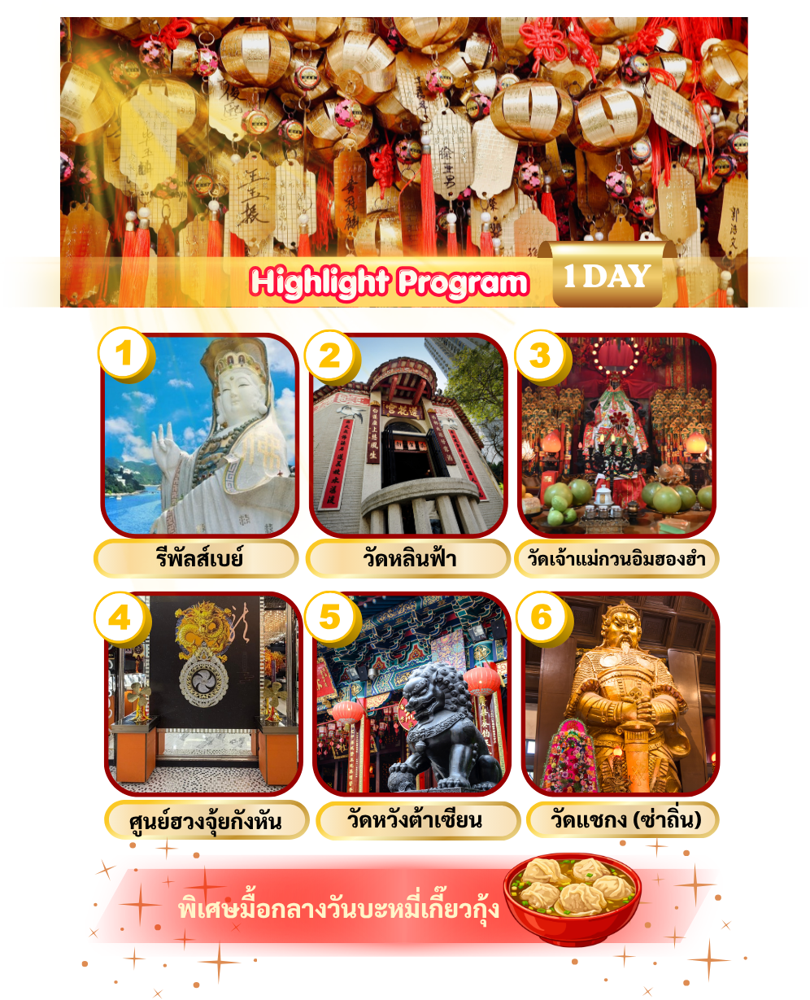 Highlight Program
1 DAY
1
2
3
蓮花宮
รีพัลส์เบย์
วัดหลินฟ้า
วัดเจ้าแม่กวนอิมฮองฮำ
4
5
6
ศูนย์ฮวงจุ้ยกังหัน
วัดหวังต้าเซียน
วัดแชกง (ซ่าถิ่น)
พิเศษมื้อกลางวันบะหมี่เกี๊ยวกุ้ง